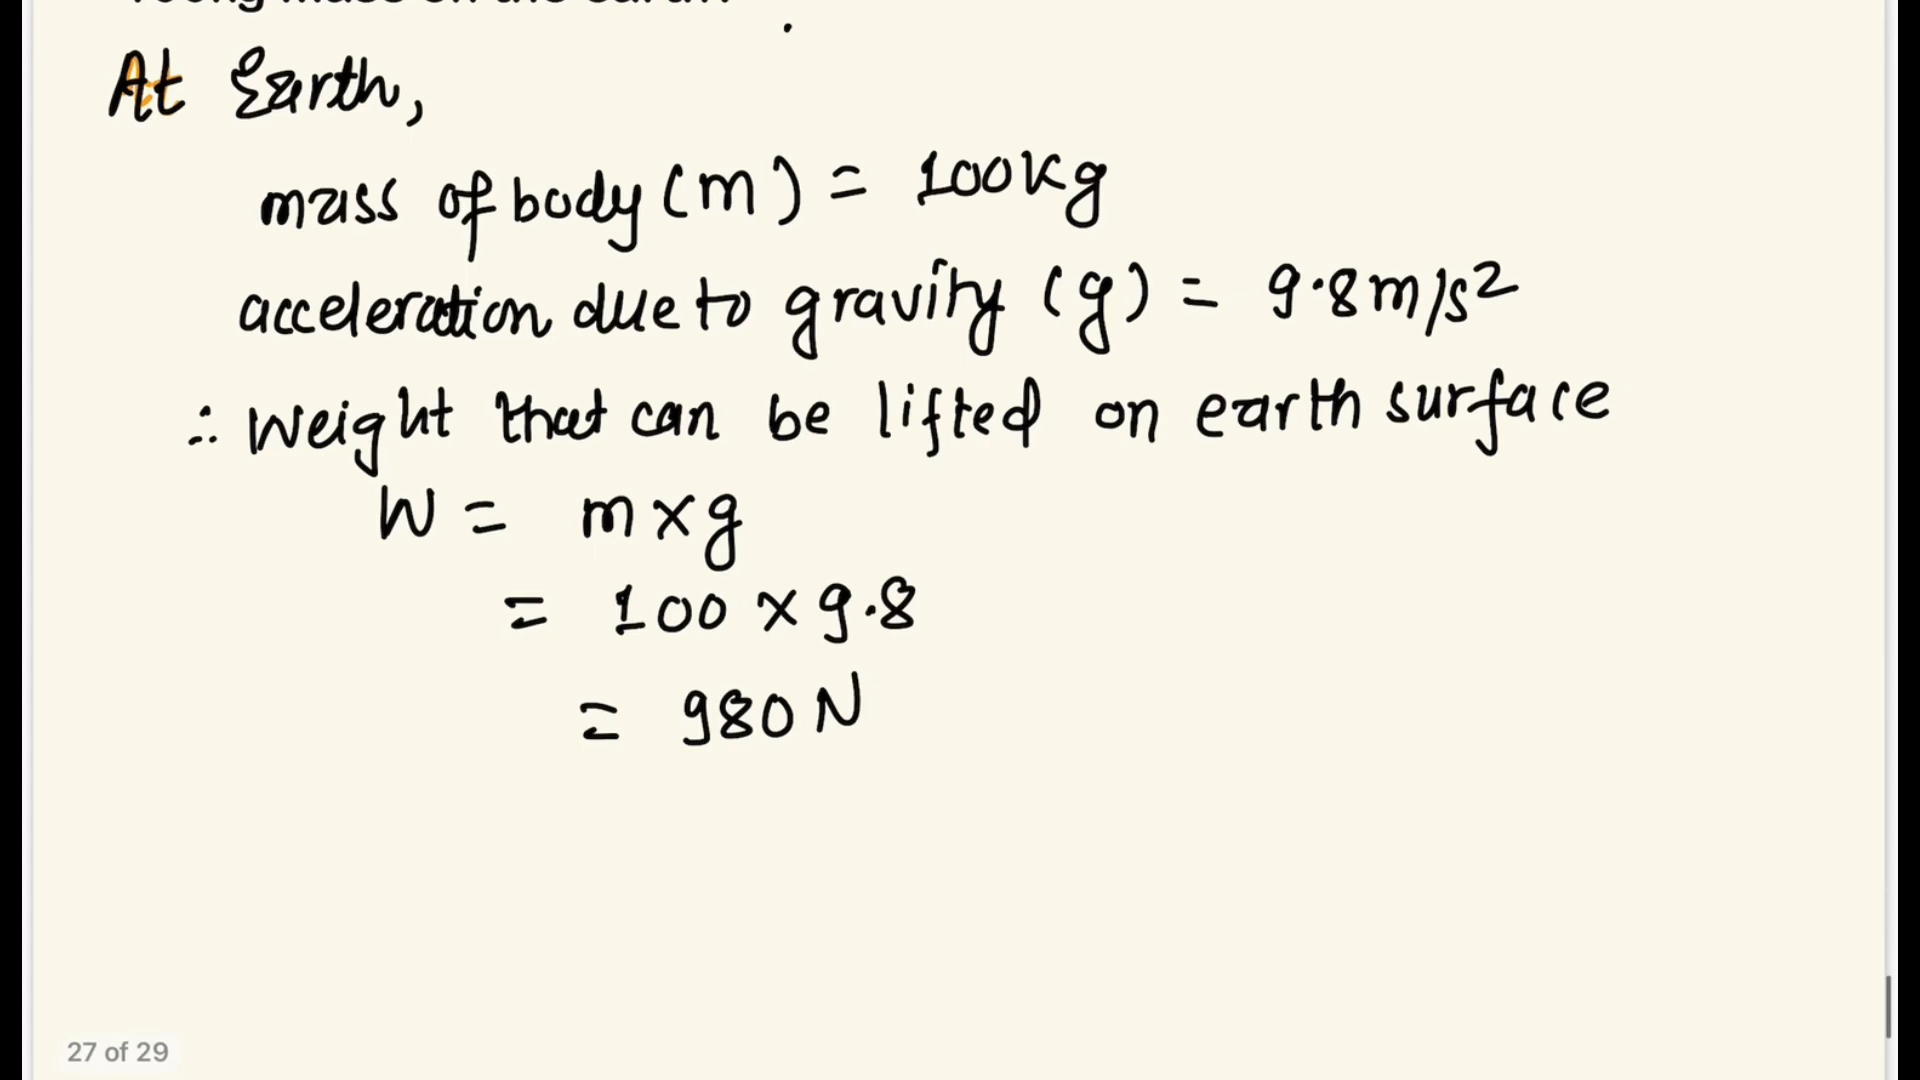 At Earth,
mass of body (m) = 100kg
acceleration due to gravity (g) = 9.8m/s²
∴ Weight that can be lifted on earth surface
W = m × g
= 100 × 9.8
= 980 N
27 of 29